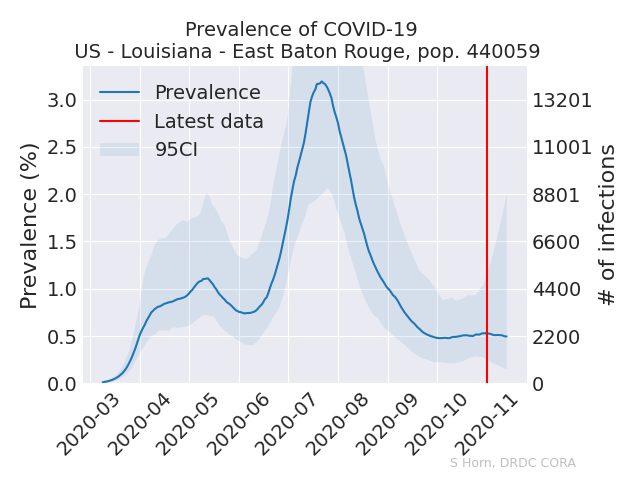 Prevalence of COVID-19
US - Louisiana - East Baton Rouge, pop. 440059
Prevalence
Latest data
95CI
Prevalence (%)
3.0
2.5
2.0
1.5
1.0
0.5
0.0
13201
11001
8801
6600
4400
2200
0
# of infections
2020-03
2020-04
2020-05
2020-06
2020-07
2020-08
2020-09
2020-10
2020-11
S Horn, DRDC CORA